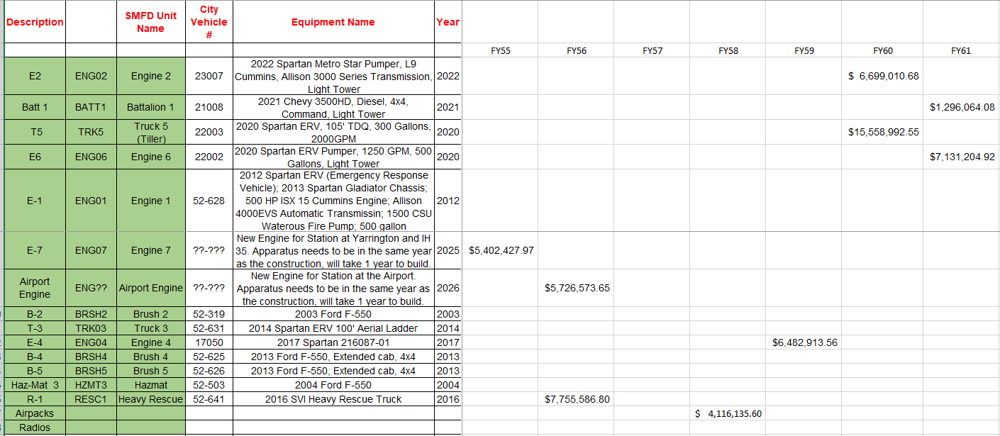 Description SMFD Unit Name City Vehicle # Equipment Name Year
FY55 FY56 FY57 FY58 FY59 FY60 FY61
E2 ENG02 Engine 2 23007 2022 Spartan Metro Star Pumper, L9 Cummins, Allison 3000 Series Transmission, Light Tower 2022 $ 6,699,010.68
Batt 1 BATT1 Battalion 1 21008 2021 Chevy 3500HD, Diesel, 4x4, Command, Light Tower 2021 $1,296,064.08
T5 TRK5 Truck 5 (Tiller) 22003 2020 Spartan ERV, 105' TDQ, 300 Gallons, 2000GPM 2020 $15,558,992.55
E6 ENG06 Engine 6 22002 2020 Spartan ERV Pumper, 1250 GPM, 500 Gallons, Light Tower 2020 $7,131,204.92
E-1 ENG01 Engine 1 52-628 2012 Spartan ERV (Emergency Response Vehicle); 2013 Spartan Gladiator Chassis; 500 HP ISX 15 Cummins Engine; Allison 4000EVS Automatic Transmissin; 1500 CSU Waterous Fire Pump; 500 gallon 2012
E-7 ENG07 Engine 7 ??-??? New Engine for Station at Yarrington and IH 35. Apparatus needs to be in the same year as the construction, will take 1 year to build. 2025 $5,402,427.97
Airport Engine ENG?? Airport Engine ??-??? New Engine for Station at the Airport. Apparatus needs to be in the same year as the construction, will take 1 year to build. 2026 $5,726,573.65
B-2 BRSH2 Brush 2 52-319 2003 Ford F-550 2003
T-3 TRK03 Truck 3 52-631 2014 Spartan ERV 100' Aerial Ladder 2014
E-4 ENG04 Engine 4 17050 2017 Spartan 216087-01 2017 $6,482,913.56
B-4 BRSH4 Brush 4 52-625 2013 Ford F-550, Extended cab, 4x4 2013
B-5 BRSH5 Brush 5 52-626 2013 Ford F-550, Extended cab, 4x4 2013
Haz-Mat 3 HZMT3 Hazmat 52-503 2004 Ford F-550 2004
R-1 RESC1 Heavy Rescue 52-641 2016 SVI Heavy Rescue Truck 2016 $7,755,586.80
Airpacks $ 4,116,135.60
Radios